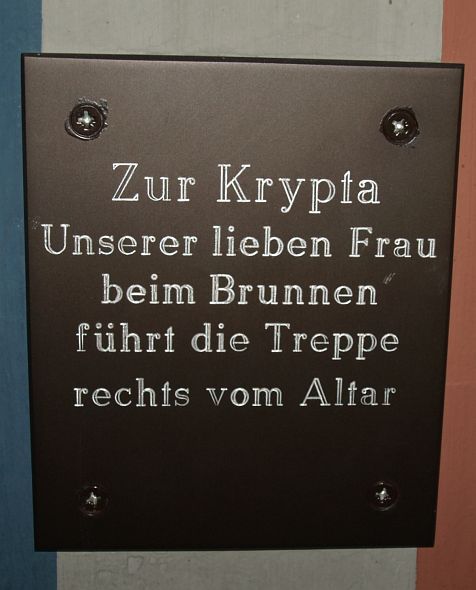 Zur Krypta
Unserer lieben Frau
beim Brunnen
führt die Treppe
rechts vom Altar